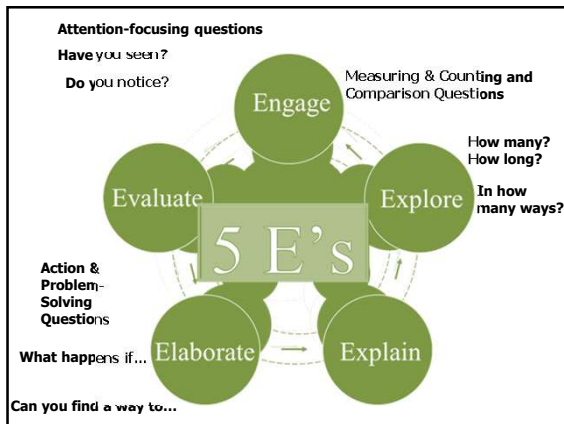 Attention-focusing questions
Have you seen?
Do you notice?
Engage
Measuring & Counting and
Comparison Questions
How many?
How long?
Evaluate
Explore
In how
many ways?
5 E's
Action &
Problem-
Solving
Questions
What happens if...
Elaborate
Explain
Can you find a way to...